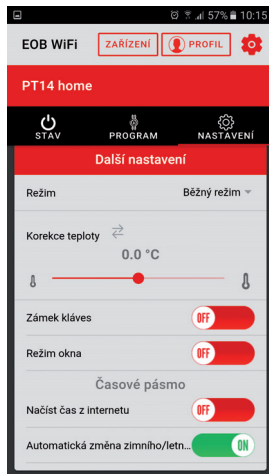 57% 10:15
EOB WiFi ZAŘÍZENÍ PROFIL
PT14 home
STAV PROGRAM NASTAVENÍ
Další nastavení
Režim Běžný režim
Korekce teploty
0.0 °C
Zámek kláves OFF
Režim okna OFF
Časové pásmo
Načíst čas z internetu OFF
Automatická změna zimního/letn... ON